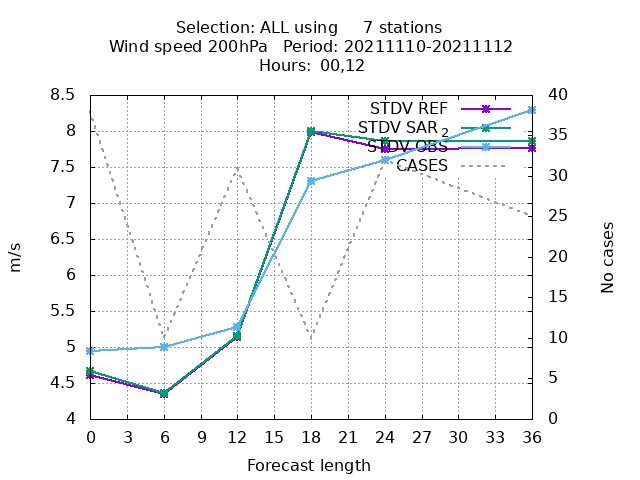 Selection: ALL using 7 stations
Wind speed 200hPa Period: 20211110-20211112
Hours: 00,12
8.5 40
STDV REF
8 35
STDV SAR 2
STDV OBS
7.5 30
CASES
7 25
6.5
6 20
5.5 15
5 10
4.5 5
4 0
m/s
No cases
0 3 6 9 12 15 18 21 24 27 30 33 36
Forecast length